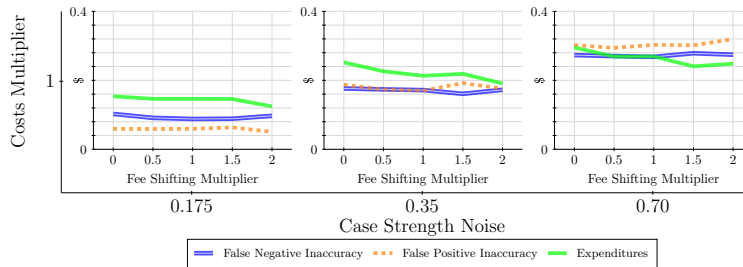 0.4 0.4 0.4
Costs Multiplier
1 $ $ $
0 0 0
0 0.5 1 1.5 2 0 0.5 1 1.5 2 0 0.5 1 1.5 2
Fee Shifting Multiplier Fee Shifting Multiplier Fee Shifting Multiplier
0.175 0.35 0.70
Case Strength Noise
False Negative Inaccuracy False Positive Inaccuracy Expenditures